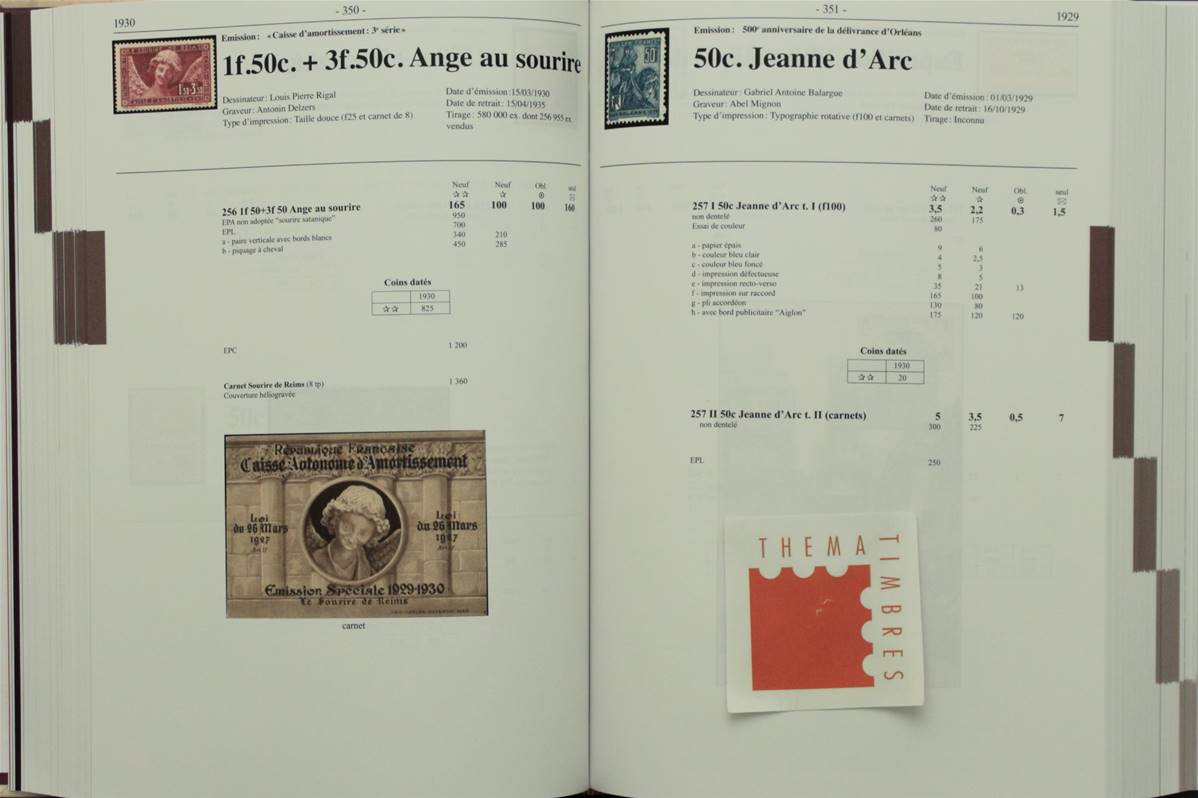 - 350 -
1930
Emission : « Caisse d'amortissement : 3e série »
1f.50c. + 3f.50c. Ange au sourire
Dessinateur : Louis Pierre Rigal
Graveur : Antonin Delzers
Type d'impression : Taille douce (f25 et carnet de 8)
Date d'émission :15/03/1930
Date de retrait : 15/04/1935
Tirage : 580 000 ex. dont 256 955 ex.
vendus
Neuf Neuf Obl. seul
☆☆ ☆ ⊙ ✉
256 1f 50+3f 50 Ange au sourire 165 100 100 160
EPA non adoptée "sourire satanique" 950
EPL 700
a - paire verticale avec bords blancs 340 210
b - piquage à cheval 450 285
Coins datés
1930
☆☆ 825
EPC 1 200
Carnet Sourire de Reims (8 tp) 1 360
Couverture héliogravée
République Française
Caisse Autonome d'Amortissement
Loi
du 26 Mars
1927
Loi
du 26 Mars
1927
Emission Spéciale 1929-1930
Le Sourire de Reims
carnet
- 351 -
1929
Emission : 500e anniversaire de la délivrance d'Orléans
50c. Jeanne d'Arc
Dessinateur : Gabriel Antoine Balargue
Graveur : Abel Mignon
Type d'impression : Typographie rotative (f100 et carnets)
Date d'émission : 01/03/1929
Date de retrait : 16/10/1929
Tirage : Inconnu
Neuf Neuf Obl. seul
☆☆ ☆ ⊙ ✉
257 I 50c Jeanne d'Arc t. I (f100) 3,5 2,2 0,3 1,5
non dentelé 260 175
Essai de couleur 80
a - papier épais 9 6
b - couleur bleu clair 4 2,5
c - couleur bleu foncé 5 3
d - impression défectueuse 8 5
e - impression recto-verso 35 21 13
f - impression sur raccord 165 100
g - pli accordéon 130 80
h - avec bord publicitaire "Aiglon" 175 120 120
Coins datés
1930
☆☆ 20
257 II 50c Jeanne d'Arc t. II (carnets) 5 3,5 0,5 7
non dentelé 300 225
EPL 250
THEMA
TIMBRES